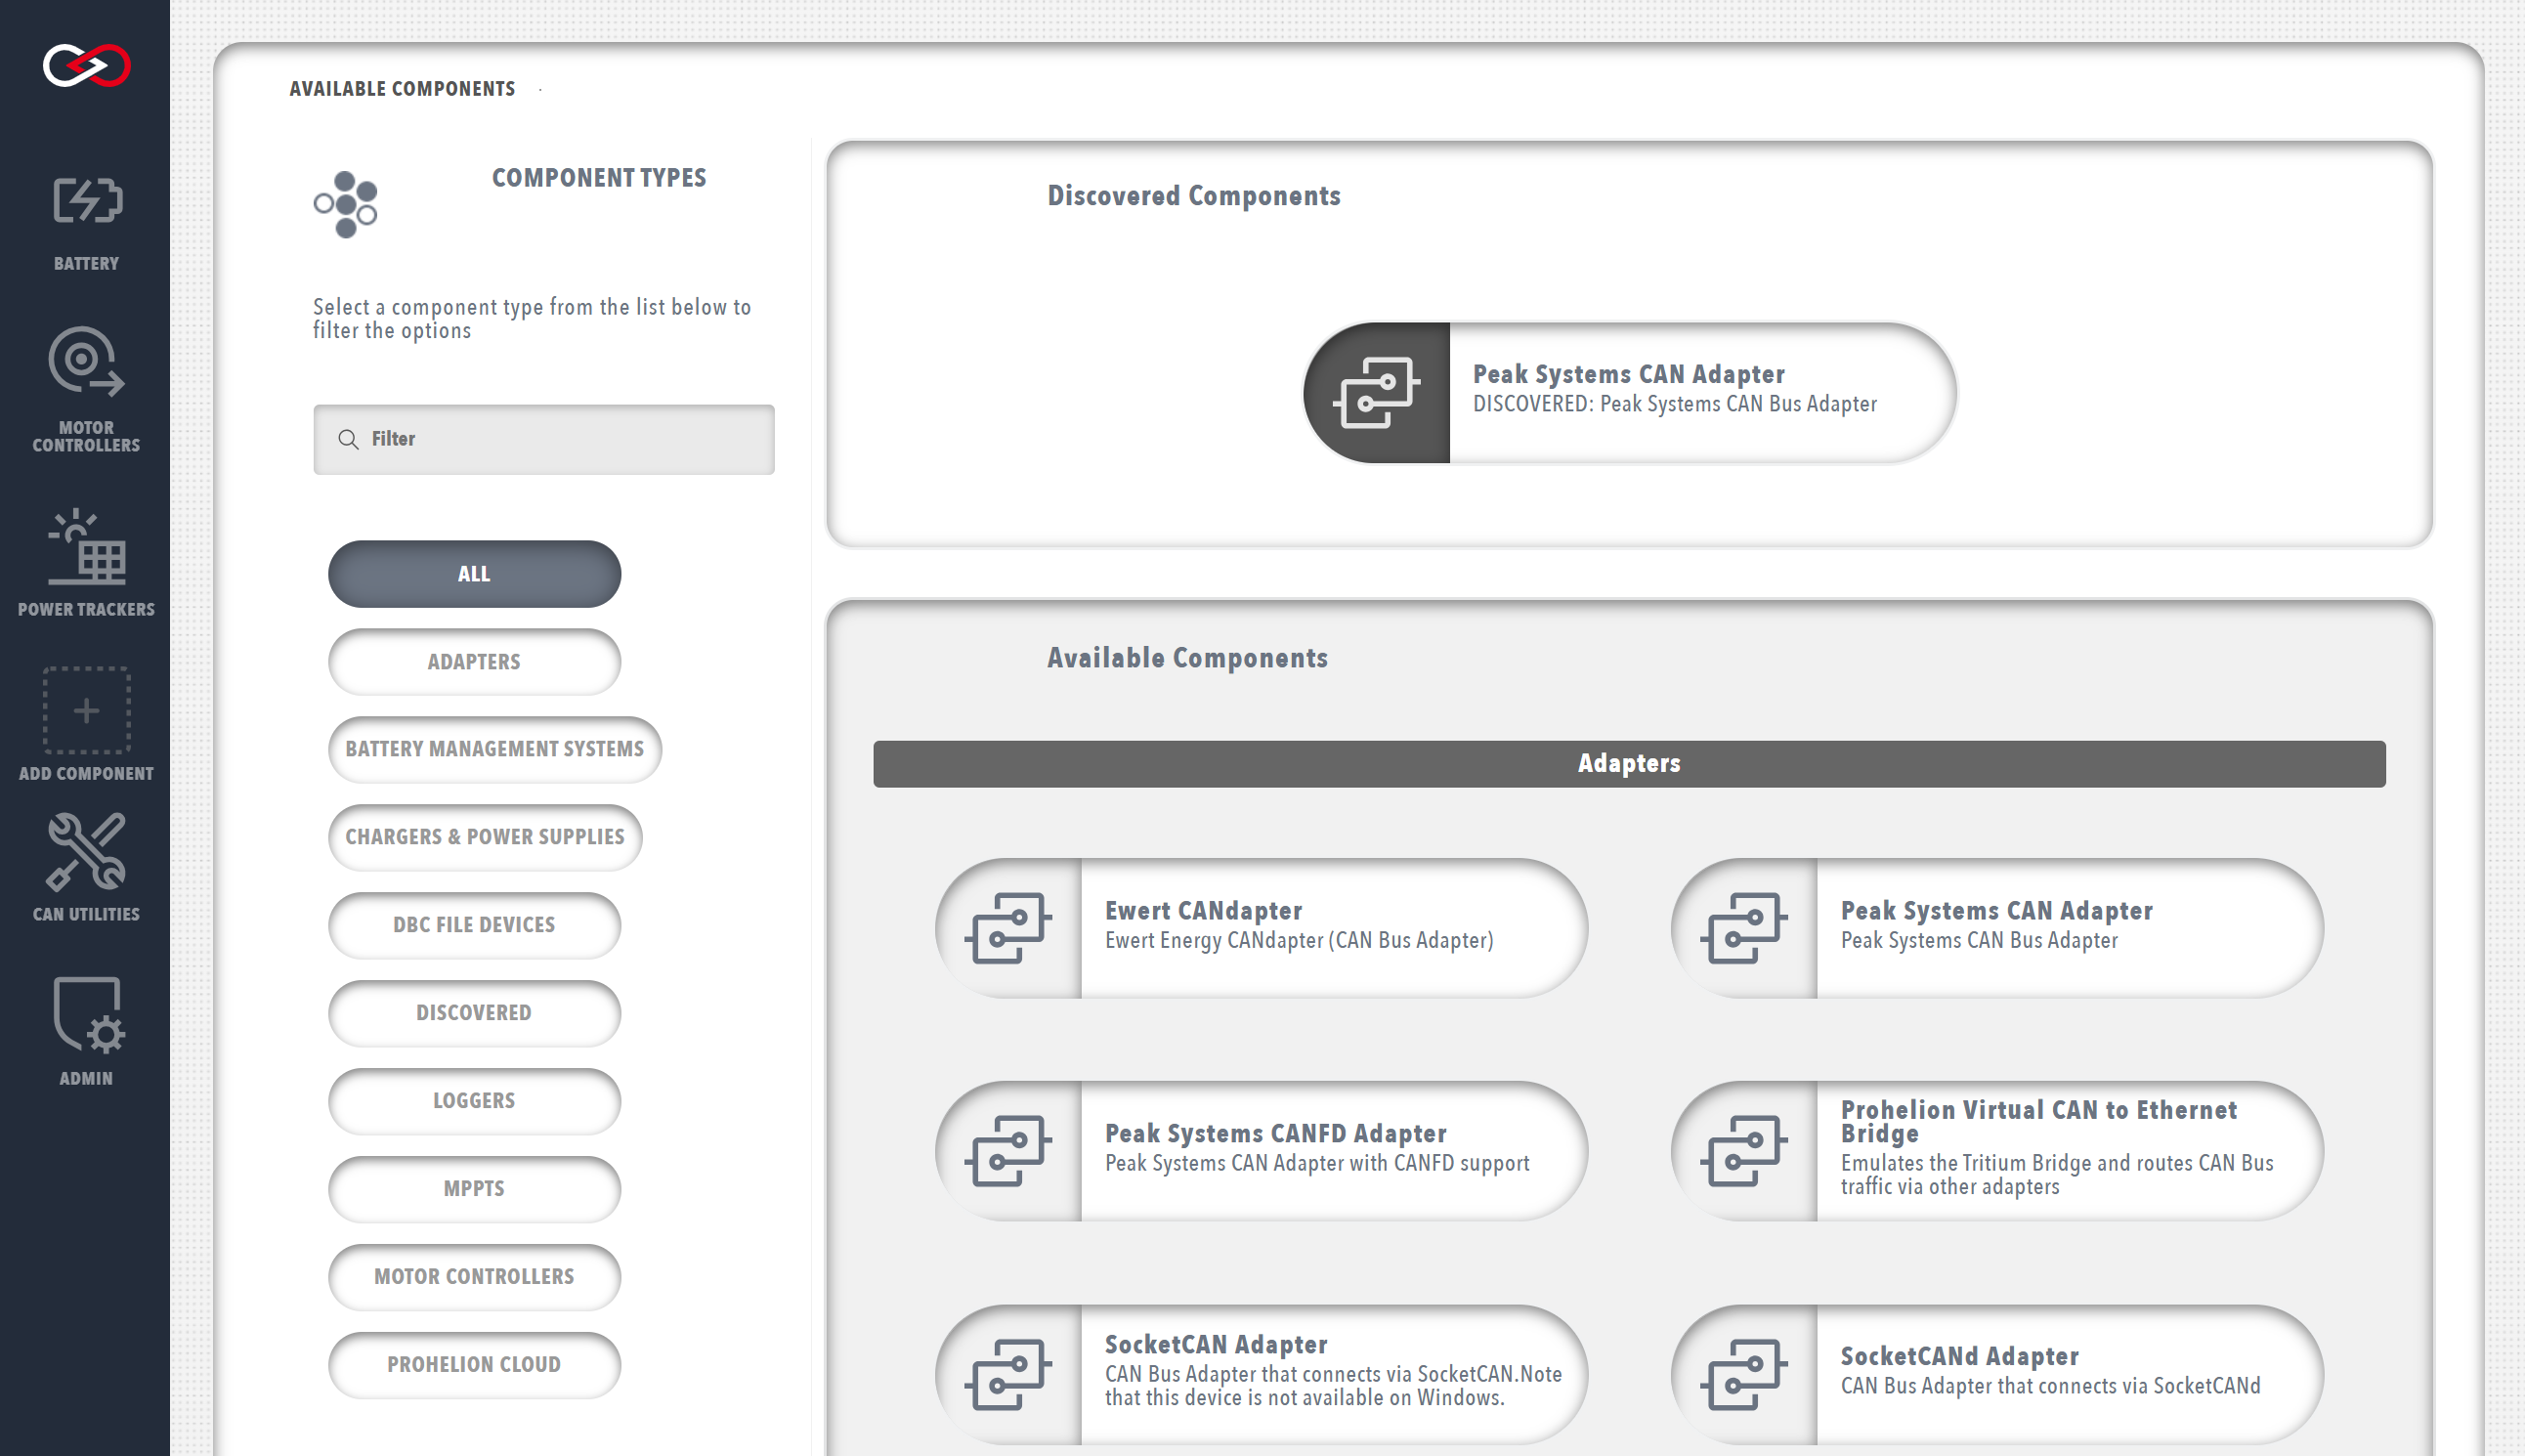 BATTERY
MOTOR
CONTROLLERS
POWER TRACKERS
ADD COMPONENT
CAN UTILITIES
ADMIN
AVAILABLE COMPONENTS
COMPONENT TYPES
Select a component type from the list below to
filter the options
Filter
ALL
ADAPTERS
BATTERY MANAGEMENT SYSTEMS
CHARGERS & POWER SUPPLIES
DBC FILE DEVICES
DISCOVERED
LOGGERS
MPPTS
MOTOR CONTROLLERS
PROHELION CLOUD
Discovered Components
Peak Systems CAN Adapter
DISCOVERED: Peak Systems CAN Bus Adapter
Available Components
Adapters
Ewert CANdapter
Ewert Energy CANdapter (CAN Bus Adapter)
Peak Systems CAN Adapter
Peak Systems CAN Bus Adapter
Peak Systems CANFD Adapter
Peak Systems CAN Adapter with CANFD support
Prohelion Virtual CAN to Ethernet
Bridge
Emulates the Tritium Bridge and routes CAN Bus
traffic via other adapters
SocketCAN Adapter
CAN Bus Adapter that connects via SocketCAN.Note
that this device is not available on Windows.
SocketCANd Adapter
CAN Bus Adapter that connects via SocketCANd